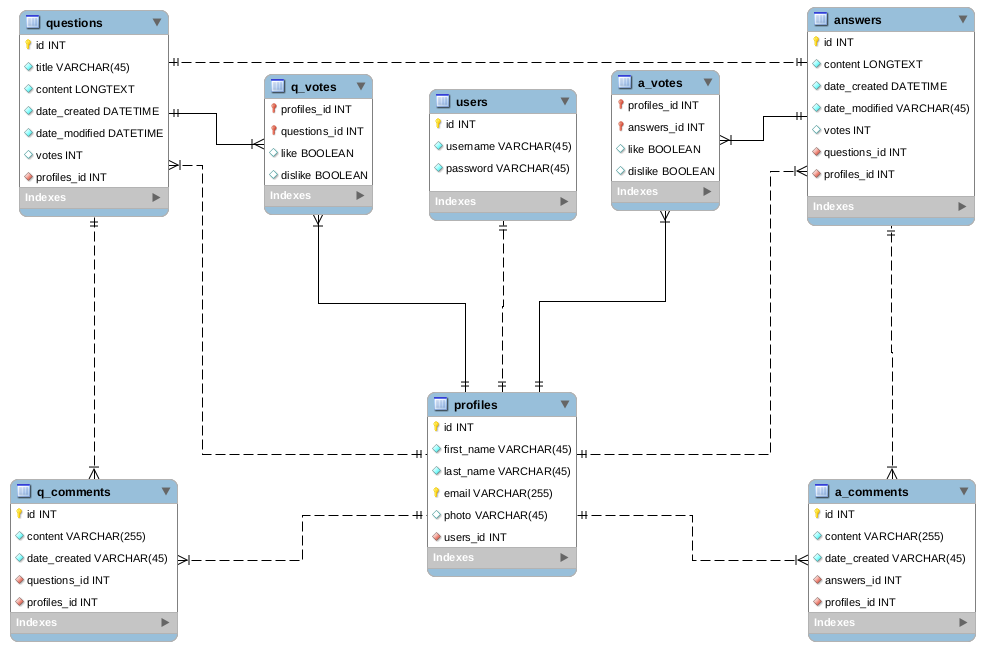 questions
id INT
title VARCHAR(45)
content LONGTEXT
date_created DATETIME
date_modified DATETIME
votes INT
profiles_id INT
Indexes
q_votes
profiles_id INT
questions_id INT
like BOOLEAN
dislike BOOLEAN
Indexes
users
id INT
username VARCHAR(45)
password VARCHAR(45)
Indexes
a_votes
profiles_id INT
answers_id INT
like BOOLEAN
dislike BOOLEAN
Indexes
answers
id INT
content LONGTEXT
date_created DATETIME
date_modified VARCHAR(45)
votes INT
questions_id INT
profiles_id INT
Indexes
profiles
id INT
first_name VARCHAR(45)
last_name VARCHAR(45)
email VARCHAR(255)
photo VARCHAR(45)
users_id INT
Indexes
q_comments
id INT
content VARCHAR(255)
date_created VARCHAR(45)
questions_id INT
profiles_id INT
Indexes
a_comments
id INT
content VARCHAR(255)
date_created VARCHAR(45)
answers_id INT
profiles_id INT
Indexes